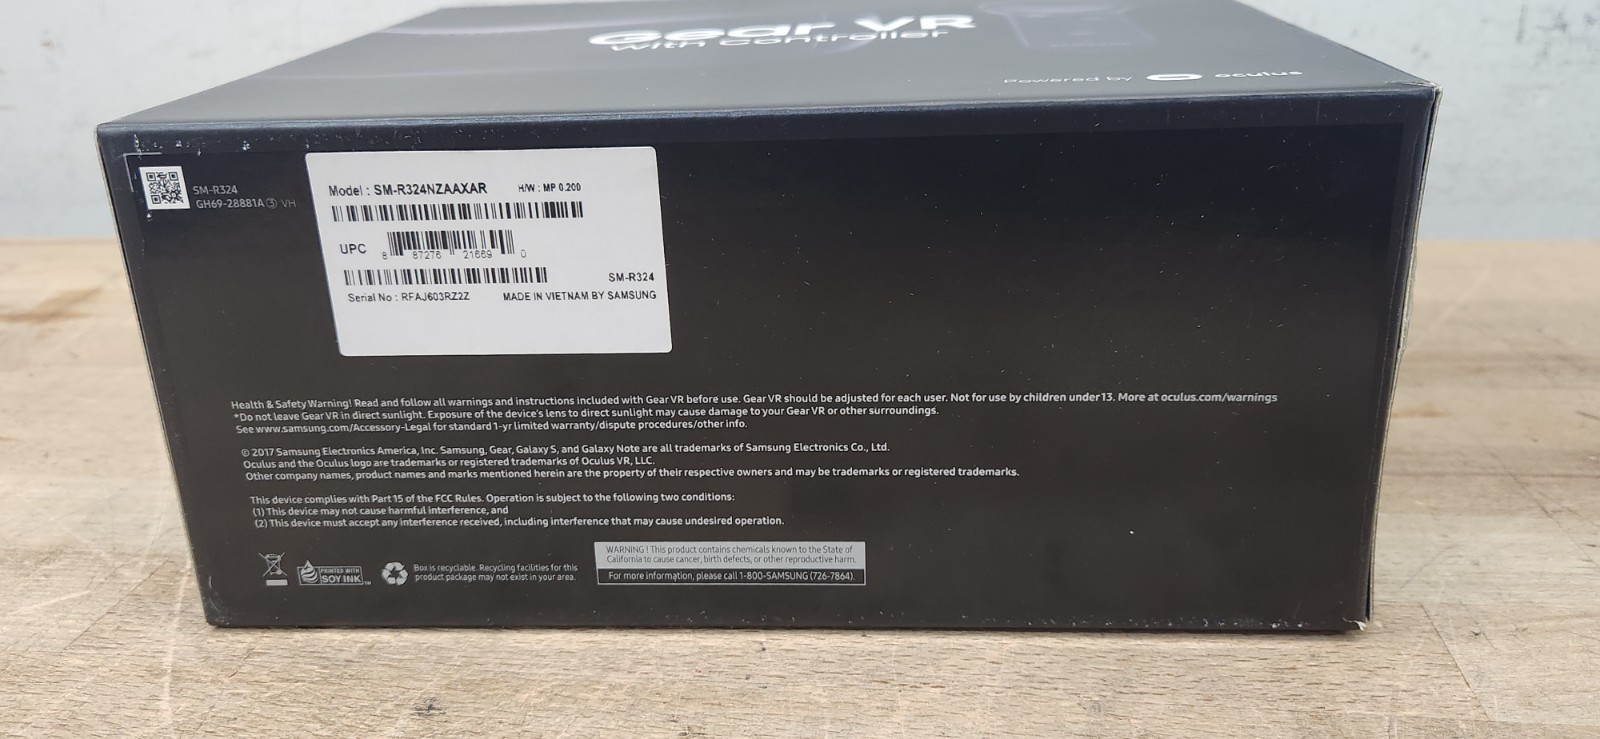 Gear VR
with Controller
Powered by oculus
SM-R324
GH69-28881A③ VH
Model : SM-R324NZAAXAR H/W : MP 0.200
UPC 8 87276 21669 0
SM-R324
Serial No : RFAJ603RZ2Z MADE IN VIETNAM BY SAMSUNG
Health & Safety Warning! Read and follow all warnings and instructions included with Gear VR before use. Gear VR should be adjusted for each user. Not for use by children under 13. More at oculus.com/warnings
*Do not leave Gear VR in direct sunlight. Exposure of the device's lens to direct sunlight may cause damage to your Gear VR or other surroundings.
See www.samsung.com/Accessory-Legal for standard 1-yr limited warranty/dispute procedures/other info.
© 2017 Samsung Electronics America, Inc. Samsung, Gear, Galaxy S, and Galaxy Note are all trademarks of Samsung Electronics Co., Ltd.
Oculus and the Oculus logo are trademarks or registered trademarks of Oculus VR, LLC.
Other company names, product names and marks mentioned herein are the property of their respective owners and may be trademarks or registered trademarks.
This device complies with Part 15 of the FCC Rules. Operation is subject to the following two conditions:
(1) This device may not cause harmful interference, and
(2) This device must accept any interference received, including interference that may cause undesired operation.
PRINTED WITH
SOY INK™
Box is recyclable. Recycling facilities for this
product package may not exist in your area.
WARNING ! This product contains chemicals known to the State of
California to cause cancer, birth defects, or other reproductive harm.
For more information, please call 1-800-SAMSUNG (726-7864).